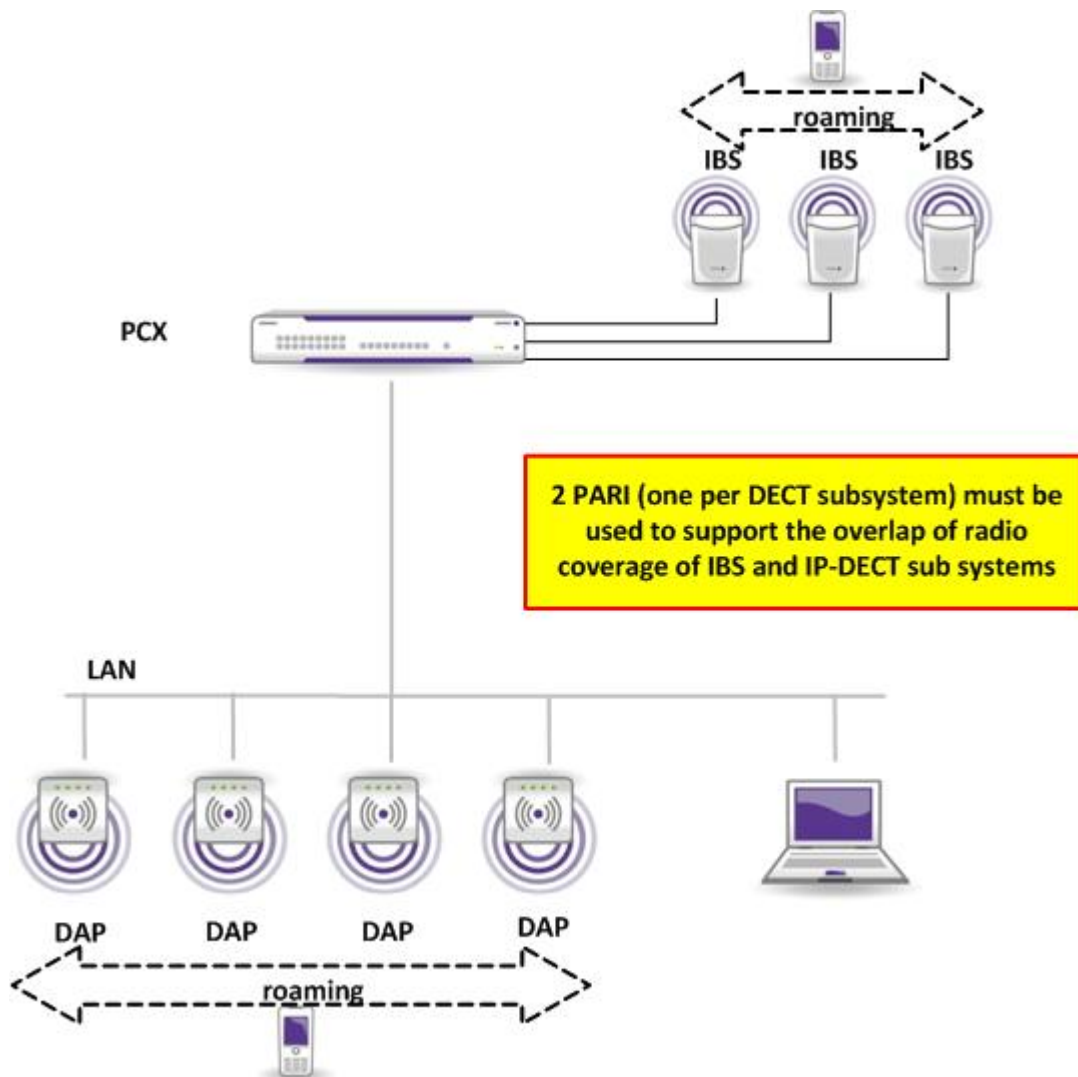 roaming
IBS IBS IBS
PCX
2 PARI (one per DECT subsystem) must be
used to support the overlap of radio
coverage of IBS and IP-DECT sub systems
LAN
DAP DAP DAP DAP
roaming